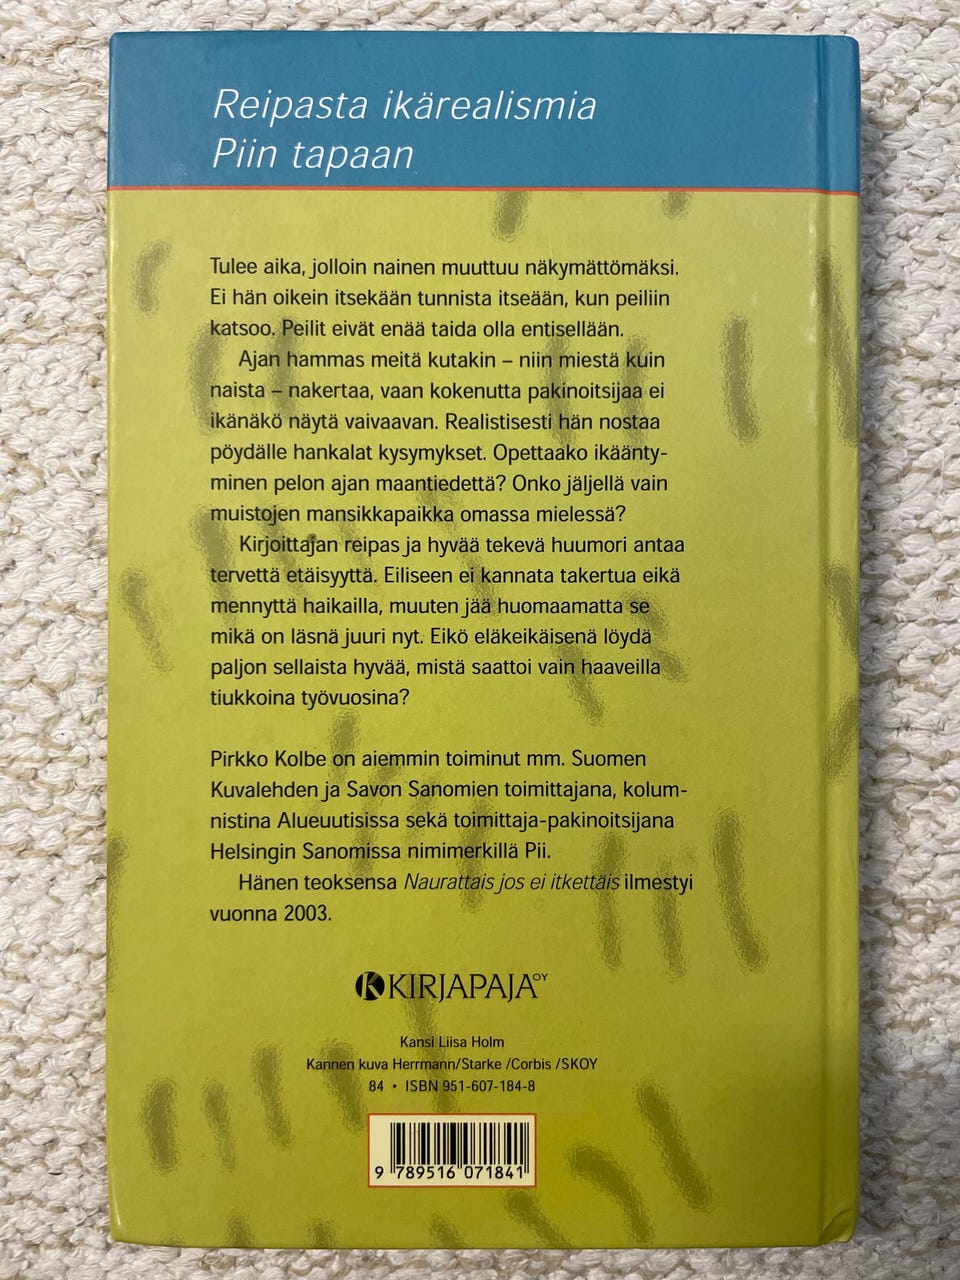 Reipasta ikärealismia
Piin tapaan
Tulee aika, jolloin nainen muuttuu näkymättömäksi.
Ei hän oikein itsekään tunnista itseään, kun peiliin
katsoo. Peilit eivät enää taida olla entisellään.
Ajan hammas meitä kutakin – niin miestä kuin
naista – nakertaa, vaan kokenutta pakinoitsijaa ei
ikänäkö näytä vaivaavan. Realistisesti hän nostaa
pöydälle hankalat kysymykset. Opettaako ikäänty-
minen pelon ajan maantiedettä? Onko jäljellä vain
muistojen mansikkapaikka omassa mielessä?
Kirjoittajan reipas ja hyvää tekevä huumori antaa
tervettä etäisyyttä. Eiliseen ei kannata takertua eikä
mennyttä haikailla, muuten jää huomaamatta se
mikä on läsnä juuri nyt. Eikö eläkeikäisenä löydä
paljon sellaista hyvää, mistä saattoi vain haaveilla
tiukkoina työvuosina?
Pirkko Kolbe on aiemmin toiminut mm. Suomen
Kuvalehden ja Savon Sanomien toimittajana, kolum-
nistina Alueuutisissa sekä toimittaja-pakinoitsijana
Helsingin Sanomissa nimimerkillä Pii.
Hänen teoksensa Naurattais jos ei itkettäis ilmestyi
vuonna 2003.
K KIRJAPAJA OY
Kansi Liisa Holm
Kannen kuva Herrmann/Starke /Corbis /SKOY
84 • ISBN 951-607-184-8
9 789516 071841